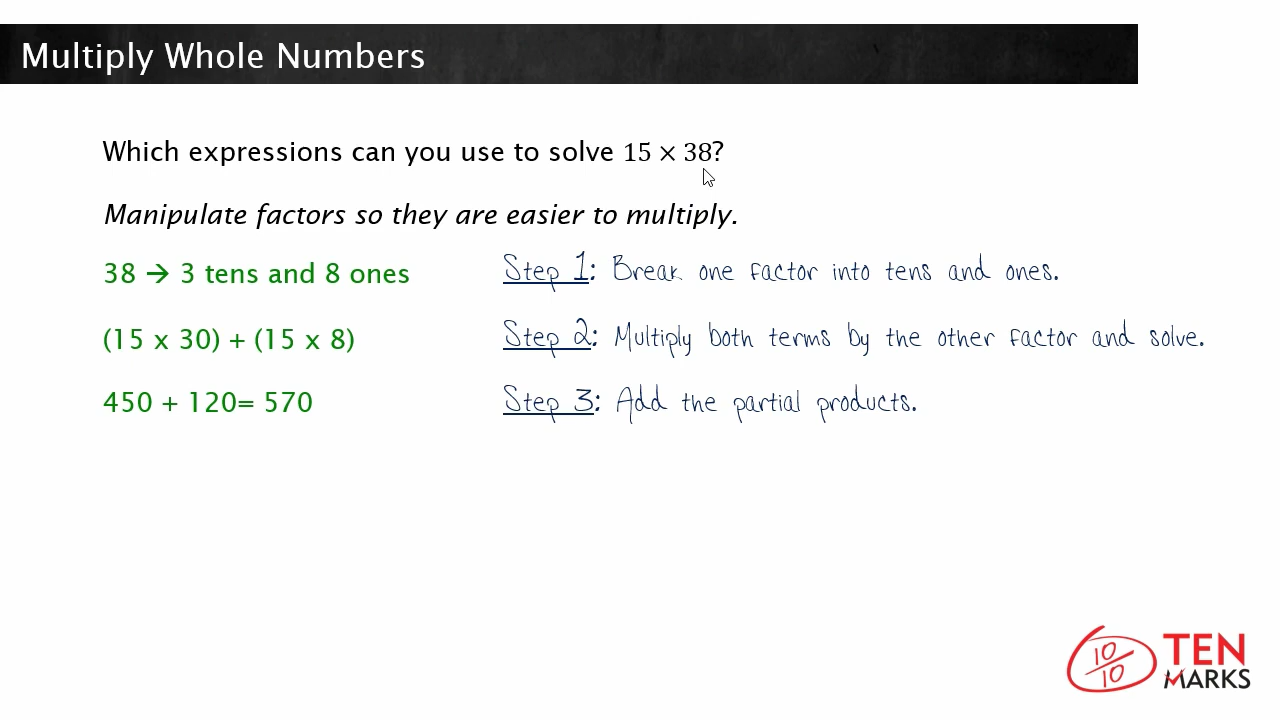 Multiply Whole Numbers
Which expressions can you use to solve 15 × 38?
Manipulate factors so they are easier to multiply.
38 → 3 tens and 8 ones
Step 1: Break one factor into tens and ones.
(15 x 30) + (15 x 8)
Step 2: Multiply both terms by the other factor and solve.
450 + 120= 570
Step 3: Add the partial products.
10/10
TEN
MARKS